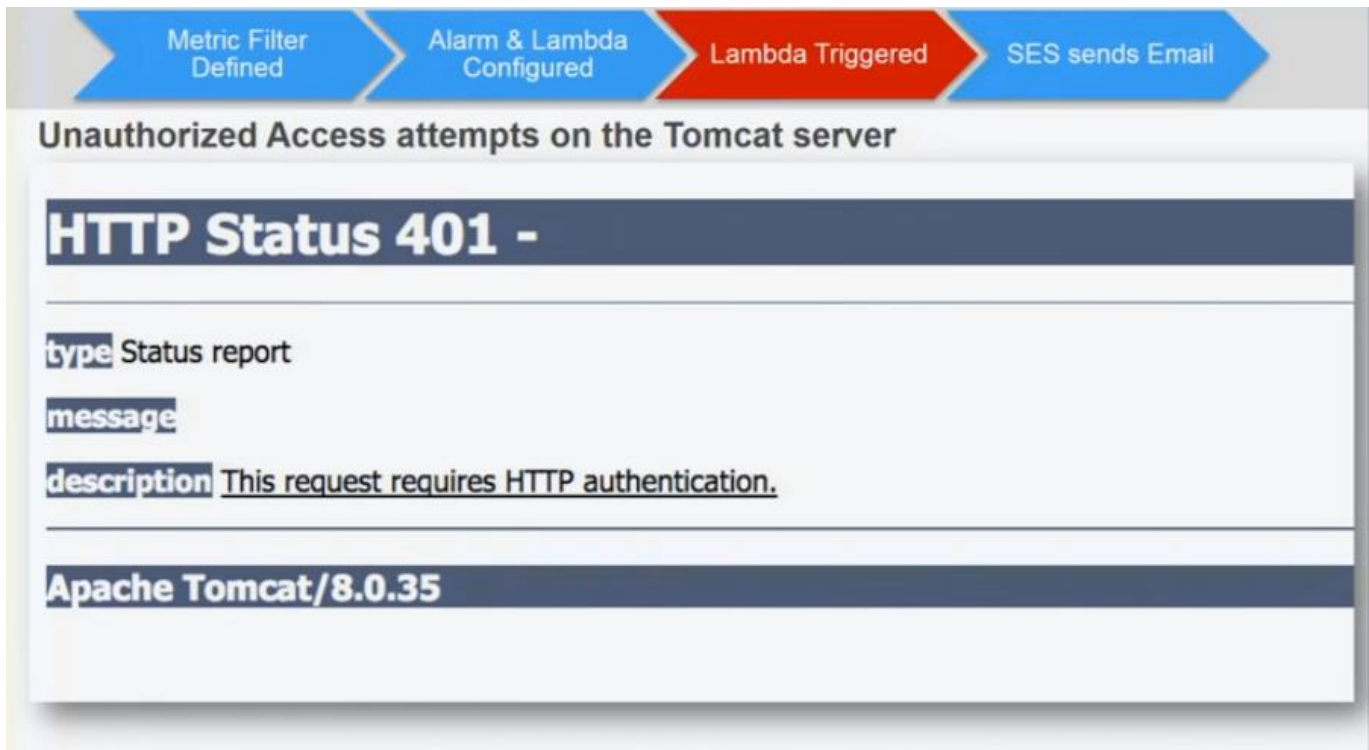 Metric Filter
Defined
Alarm & Lambda
Configured
Lambda Triggered
SES sends Email
Unauthorized Access attempts on the Tomcat server
HTTP Status 401 -
type Status report
message
description This request requires HTTP authentication.
Apache Tomcat/8.0.35